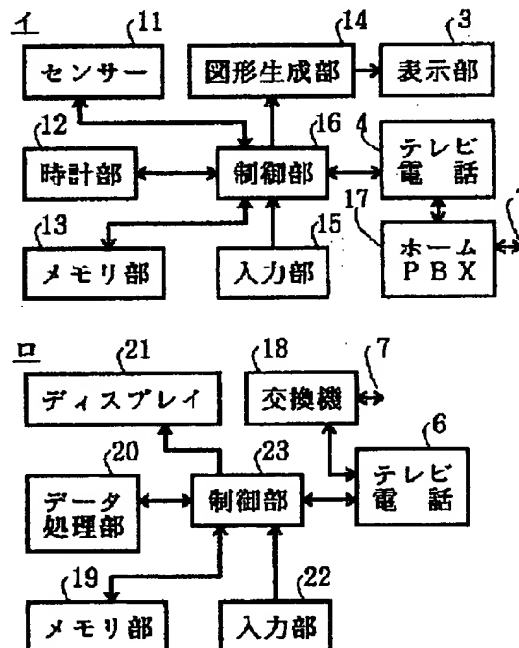 イ
11
14
3
センサー
図形生成部
表示部
12
16
4
時計部
制御部
テレビ
電話
13
15
17
メモリ部
入力部
ホーム
PBX
ロ
21
18
7
ディスプレイ
交換機
20
23
6
データ
処理部
制御部
テレビ
電話
19
22
メモリ部
入力部